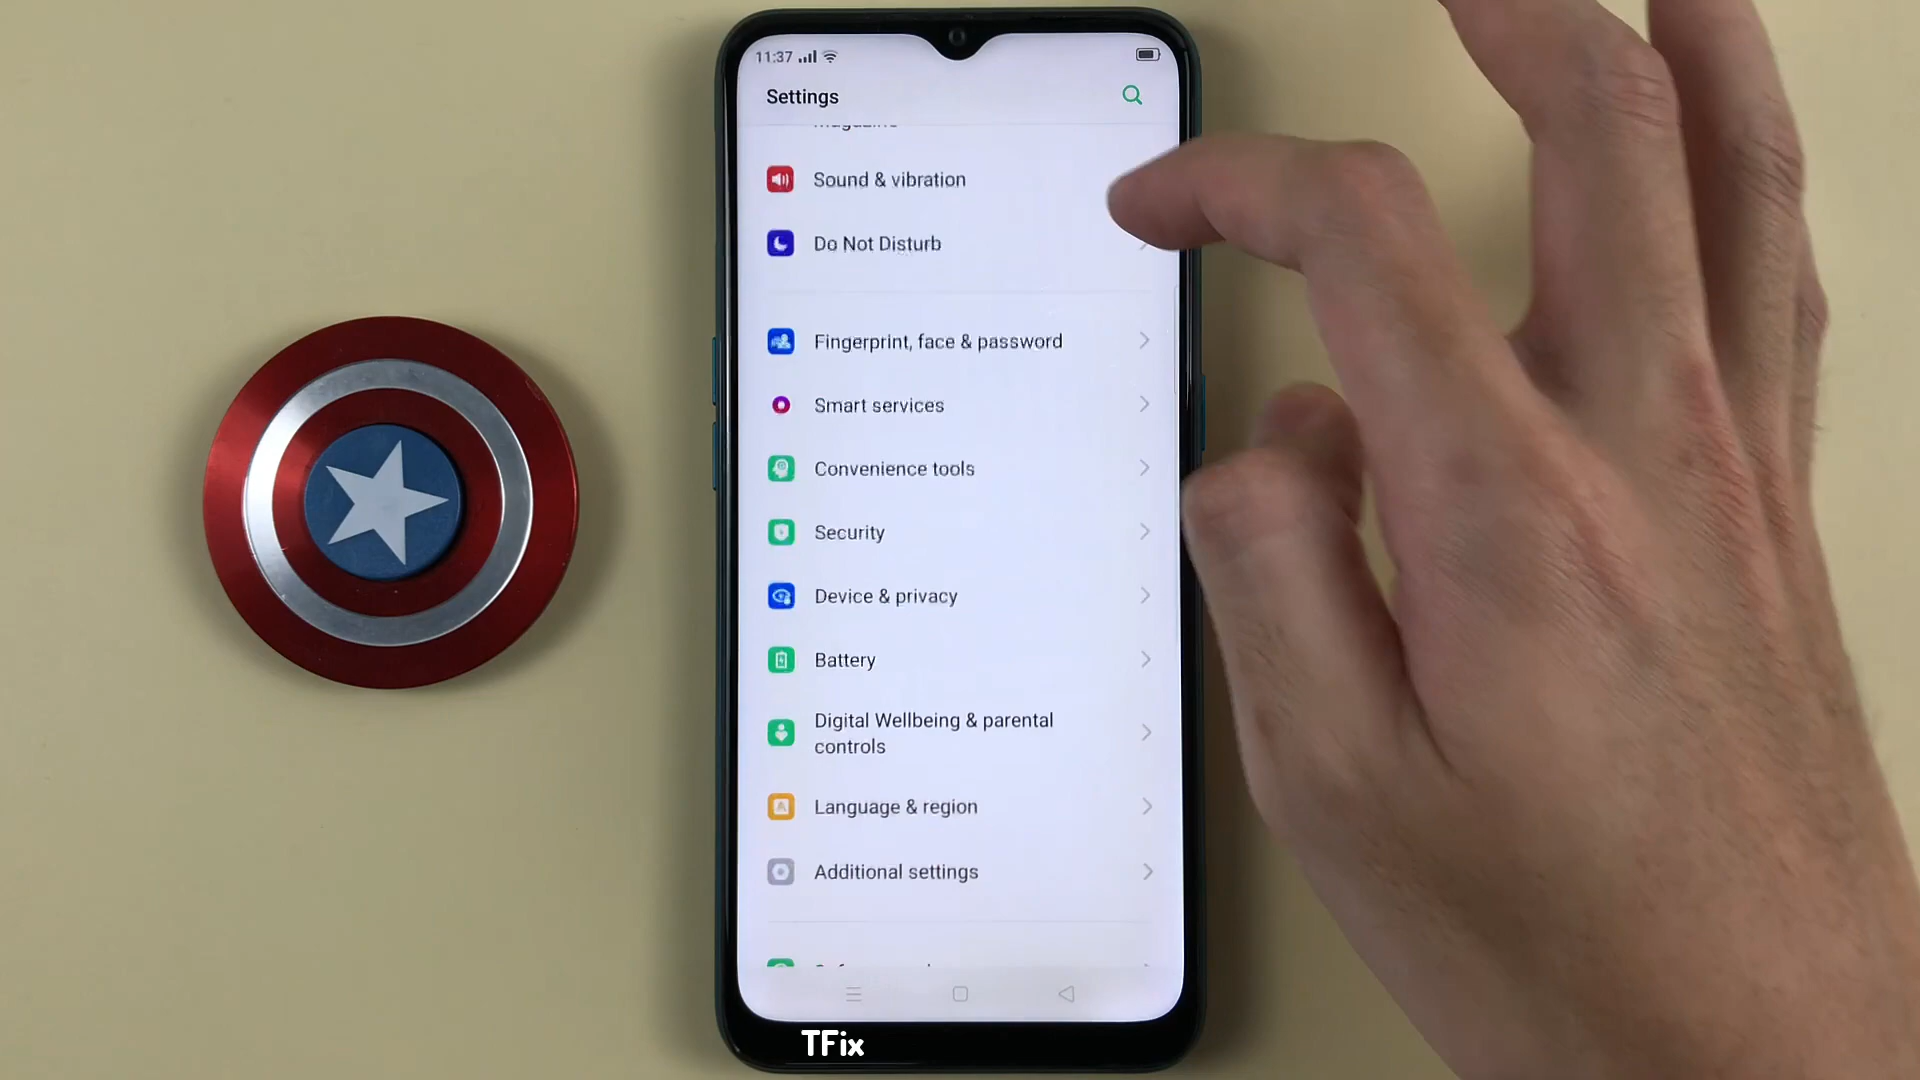 11:37
Settings
Sound & vibration
Do Not Disturb
Fingerprint, face & password
Smart services
Convenience tools
Security
Device & privacy
Battery
Digital Wellbeing & parental
controls
Language & region
Additional settings
TFix